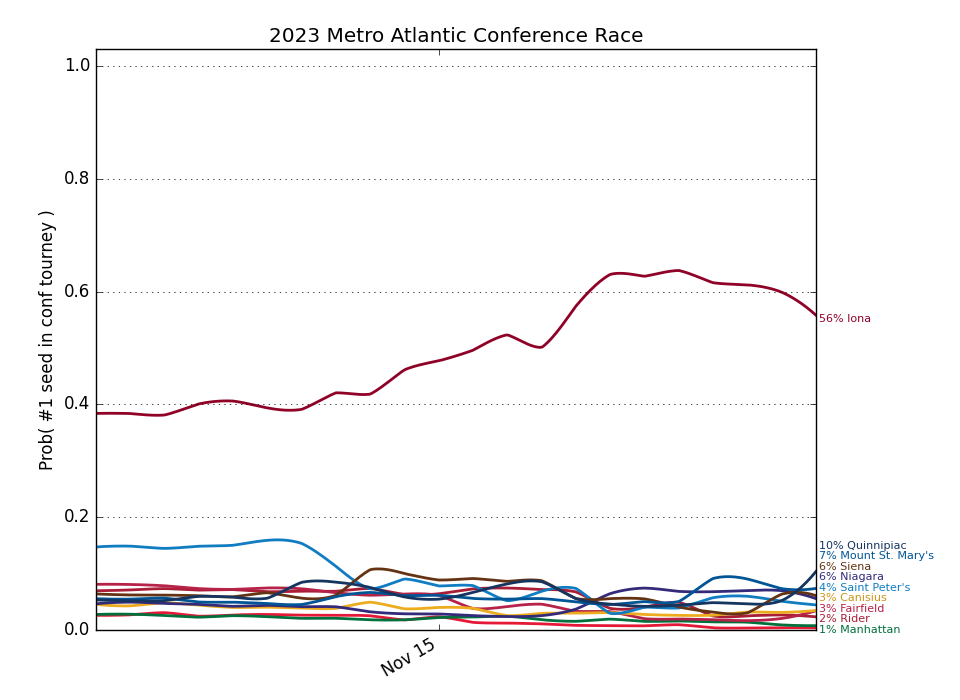 2023 Metro Atlantic Conference Race
Prob( #1 seed in conf tourney )
1.0
0.8
0.6
0.4
0.2
0.0
Nov 15
56% Iona
10% Quinnipiac
7% Mount St. Mary's
6% Siena
6% Niagara
4% Saint Peter's
3% Canisius
3% Fairfield
2% Rider
1% Manhattan